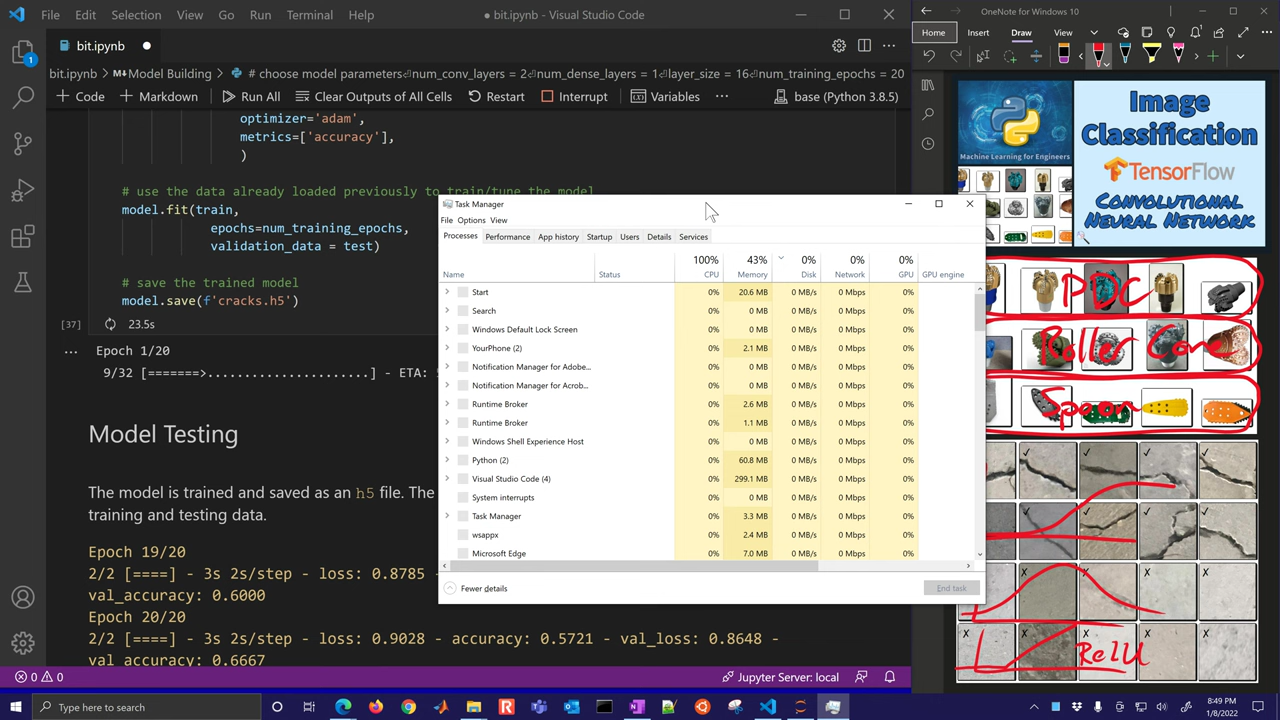 File Edit Selection View Go Run Terminal Help
● bit.ipynb - Visual Studio Code
bit.ipynb ●
bit.ipynb > M↓Model Building > # choose model parameters⏎num_conv_layers = 2⏎num_dense_layers = 1⏎layer_size = 16⏎num_training_epochs = 20
+ Code + Markdown Run All Clear Outputs of All Cells Restart Interrupt Variables ··· base (Python 3.8.5)
optimizer='adam',
metrics=['accuracy'],
)
# use the data already loaded previously to train/tune the model
model.fit(train,
epochs=num_training_epochs,
validation_data = test)
# save the trained model
model.save(f'cracks.h5')
[37] 23.5s
··· Epoch 1/20
9/32 [=======>......................] - ETA:
Model Testing
The model is trained and saved as an h5 file. The
training and testing data.
Epoch 19/20
2/2 [====] - 3s 2s/step - loss: 0.8785
val_accuracy: 0.6000
Epoch 20/20
2/2 [====] - 3s 2s/step - loss: 0.9028 - accuracy: 0.5721 - val_loss: 0.8648 -
val accuracy: 0.6667
1
0 0
Jupyter Server: local
Task Manager
File Options View
Processes Performance App history Startup Users Details Services
100% 43% 0% 0% 0%
Name Status CPU Memory Disk Network GPU GPU engine
Start 0% 20.6 MB 0 MB/s 0 Mbps 0%
Search 0% 0 MB 0 MB/s 0 Mbps 0%
Windows Default Lock Screen 0% 0 MB 0 MB/s 0 Mbps 0%
YourPhone (2) 0% 2.1 MB 0 MB/s 0 Mbps 0%
Notification Manager for Adobe... 0% 0 MB 0 MB/s 0 Mbps 0%
Notification Manager for Acrob... 0% 0 MB 0 MB/s 0 Mbps 0%
Runtime Broker 0% 2.6 MB 0 MB/s 0 Mbps 0%
Runtime Broker 0% 1.1 MB 0 MB/s 0 Mbps 0%
Windows Shell Experience Host 0% 0 MB 0 MB/s 0 Mbps 0%
Python (2) 0% 60.8 MB 0 MB/s 0 Mbps 0%
Visual Studio Code (4) 0% 299.1 MB 0 MB/s 0 Mbps 0%
System interrupts 0% 0 MB 0 MB/s 0 Mbps 0%
Task Manager 0% 3.3 MB 0 MB/s 0 Mbps 0%
wsappx 0% 2.4 MB 0 MB/s 0 Mbps 0%
Microsoft Edge 0% 7.0 MB 0 MB/s 0 Mbps 0%
Fewer details End task
OneNote for Windows 10
Home Insert Draw View
Machine Learning for Engineers
Image
Classification
TensorFlow
Convolutional
Neural Network
PDC
Roller Cone
Spoon
✓ ✓ ✓ ✓
✓ ✓ ✓ ✓
X X X X
X X X X X
RelU
Type here to search
8:49 PM
1/8/2022